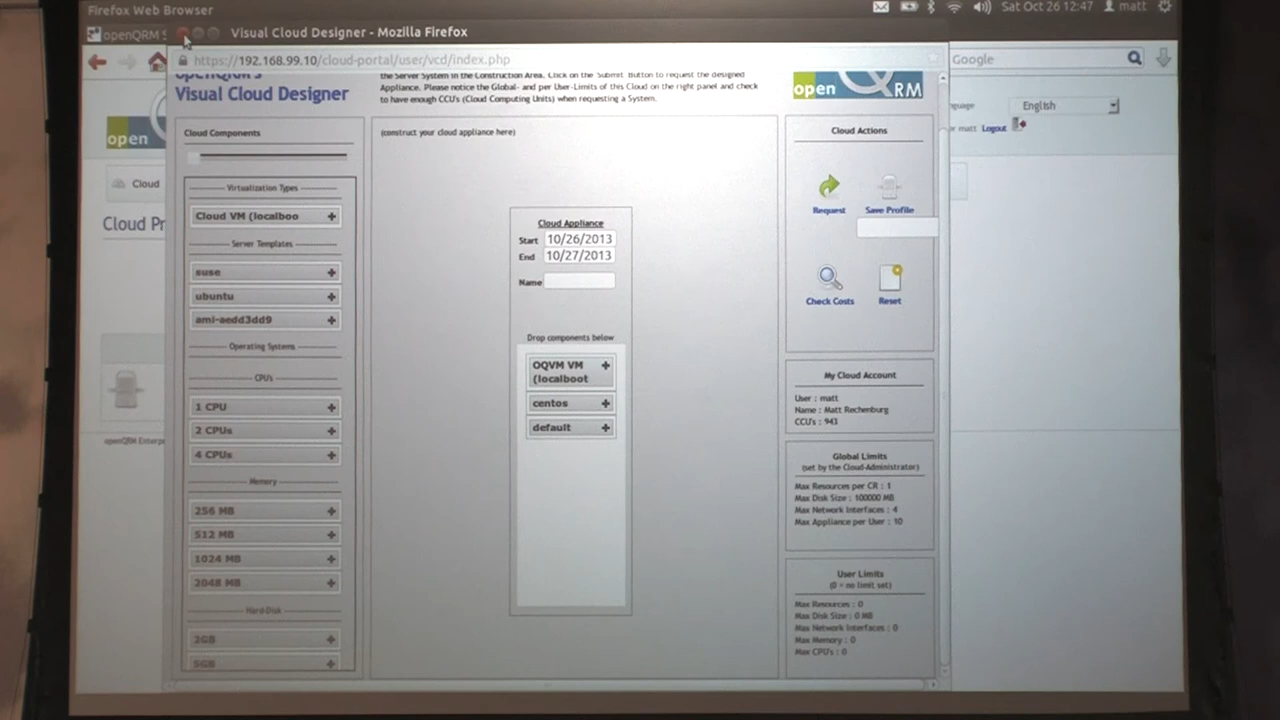 Firefox Web Browser
Sat Oct 26 12:47
matt
openQRM S
Visual Cloud Designer - Mozilla Firefox
https://192.168.99.10/cloud-portal/user/vcd/index.php
Google
openQRM's
Visual Cloud Designer
the Server System in the Construction Area. Click on the Submit Button to request the designed
Appliance. Please notice the Global- and per User-Limits of this Cloud on the right panel and check
to have enough CCU's (Cloud Computing Units) when requesting a System.
open QRM
nguage
English
or matt Logout
open
Cloud
Cloud Pr
openQRM Enterp
Cloud Components
Virtualization Types
Cloud VM (localboo +
Server Templates
suse +
ubuntu +
ami-aedd3dd9 +
Operating Systems
CPU's
1 CPU +
2 CPUs +
4 CPUs +
Memory
256 MB +
512 MB +
1024 MB +
2048 MB +
Hard-Disk
2GB +
5GB +
(construct your cloud appliance here)
Cloud Appliance
Start 10/26/2013
End 10/27/2013
Name
Drop components below
OQVM VM +
(localboot
centos +
default +
Cloud Actions
Request
Save Profile
Check Costs
Reset
My Cloud Account
User : matt
Name : Matt Rechenburg
CCU's : 943
Global Limits
(set by the Cloud-Administrator)
Max Resources per CR : 1
Max Disk Size : 100000 MB
Max Network Interfaces : 4
Max Appliance per User : 10
User Limits
(0 = no limit set)
Max Resources : 0
Max Disk Size : 0 MB
Max Network Interfaces : 0
Max Memory : 0
Max CPU's : 0